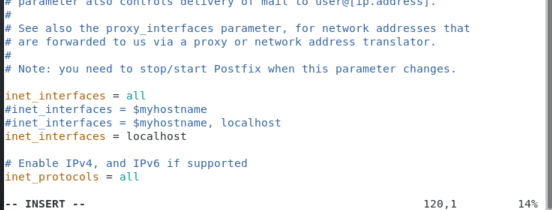 # parameter also controls delivery of mail to user@[ip.address].
#
# See also the proxy_interfaces parameter, for network addresses that
# are forwarded to us via a proxy or network address translator.
#
# Note: you need to stop/start Postfix when this parameter changes.
inet_interfaces = all
#inet_interfaces = $myhostname
#inet_interfaces = $myhostname, localhost
inet_interfaces = localhost
# Enable IPv4, and IPv6 if supported
inet_protocols = all
-- INSERT -- 120,1 14%